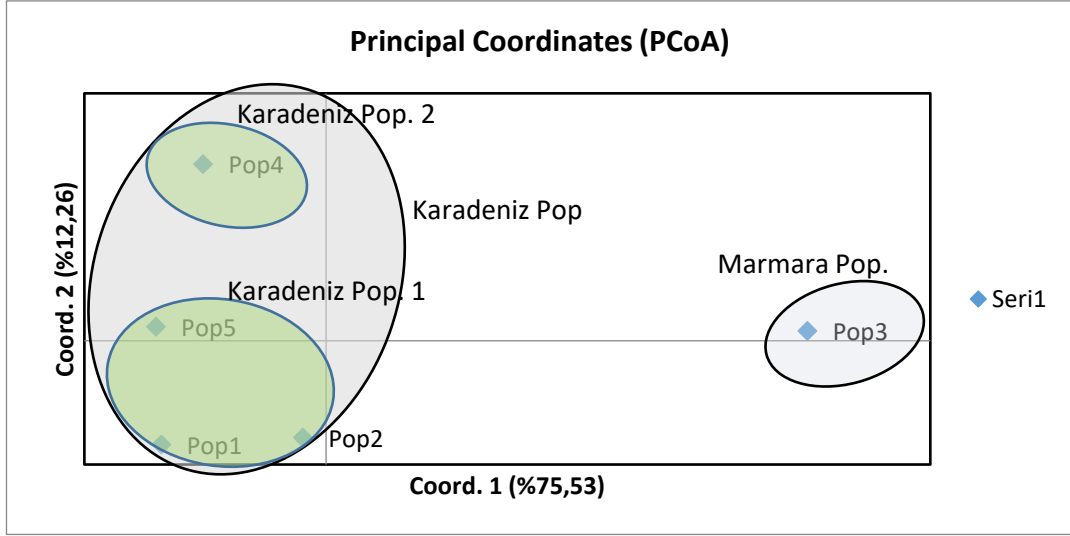 Principal Coordinates (PCoA)
Karadeniz Pop. 2
Pop4
Karadeniz Pop
Marmara Pop.
Karadeniz Pop. 1
Seri1
Pop5
Pop3
Pop1
Pop2
Coord. 2 (%12,26)
Coord. 1 (%75,53)